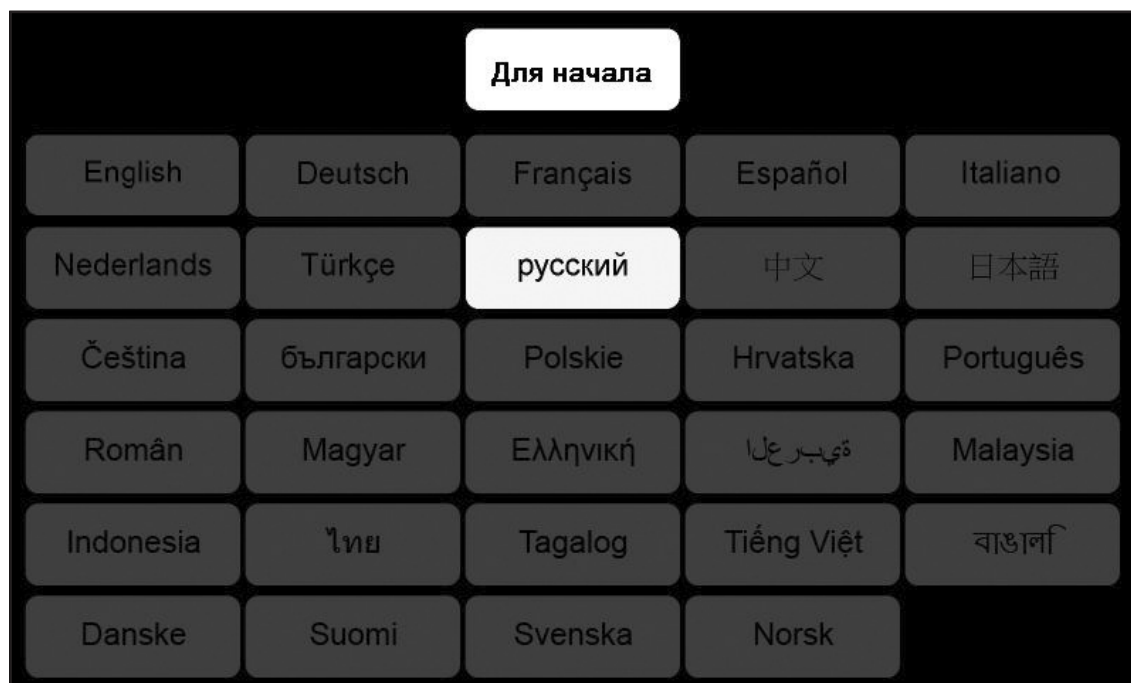 Для начала
English Deutsch Français Español Italiano
Nederlands Türkçe русский 中文 日本語
Čeština български Polskie Hrvatska Português
Român Magyar Ελληνική ةيبرعلا Malaysia
Indonesia ไทย Tagalog Tiếng Việt বাঙালি
Danske Suomi Svenska Norsk